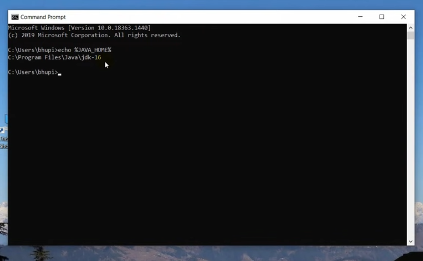 Command Prompt
Microsoft Windows [Version 10.0.18363.1440]
(c) 2019 Microsoft Corporation. All rights reserved.
C:\Users\bhupi>echo %JAVA_HOME%
C:\Program Files\Java\jdk-16
C:\Users\bhupi>